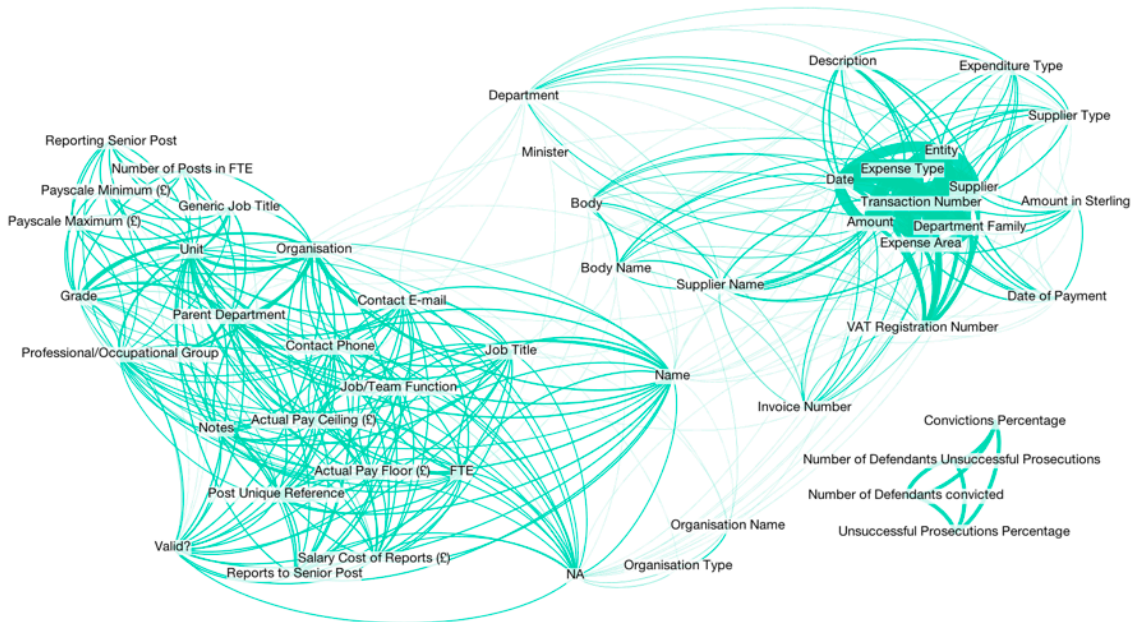 Description
Expenditure Type
Department
Supplier Type
Reporting Senior Post
Minister
Entity
Number of Posts in FTE
Expense Type
Date
Payscale Minimum (£)
Supplier
Generic Job Title
Body
Transaction Number
Amount in Sterling
Payscale Maximum (£)
Amount
Department Family
Unit
Organisation
Expense Area
Body Name
Supplier Name
Grade
Contact E-mail
Date of Payment
Parent Department
VAT Registration Number
Contact Phone
Professional/Occupational Group
Job Title
Name
Job/Team Function
Invoice Number
Actual Pay Ceiling (£)
Convictions Percentage
Notes
Number of Defendants Unsuccessful Prosecutions
Actual Pay Floor (£)
FTE
Post Unique Reference
Number of Defendants convicted
Organisation Name
Unsuccessful Prosecutions Percentage
Valid?
Salary Cost of Reports (£)
Organisation Type
Reports to Senior Post
NA